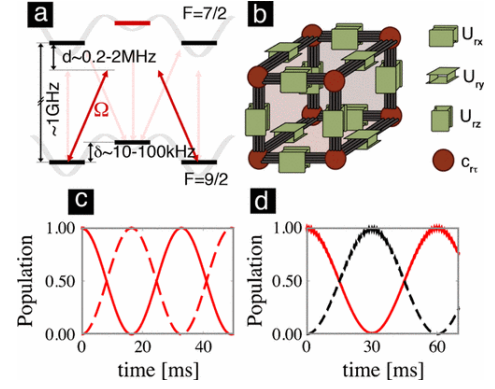 a
F=7/2
d~0.2-2MHz
~1GHz
Ω
δ~10-100kHz
F=9/2
b
U rx
U ry
U rz
c rτ
c
Population
1.00
0.50
0.00
0 20 40
time [ms]
d
Population
1.00
0.50
0.00
0 30 60
time [ms]